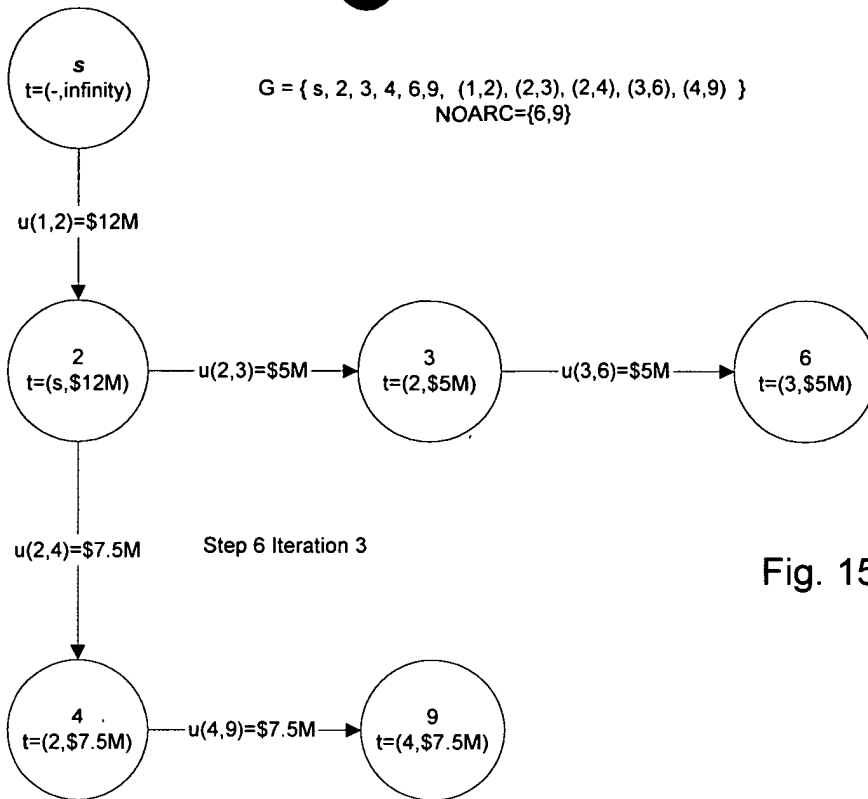 s
t=(-,infinity)
G = { s, 2, 3, 4, 6,9, (1,2), (2,3), (2,4), (3,6), (4,9) }
NOARC={6,9}
u(1,2)=$12M
2
t=(s,$12M)
u(2,3)=$5M
3
t=(2,$5M)
u(3,6)=$5M
6
t=(3,$5M)
u(2,4)=$7.5M
Step 6 Iteration 3
Fig. 15
4
t=(2,$7.5M)
u(4,9)=$7.5M
9
t=(4,$7.5M)